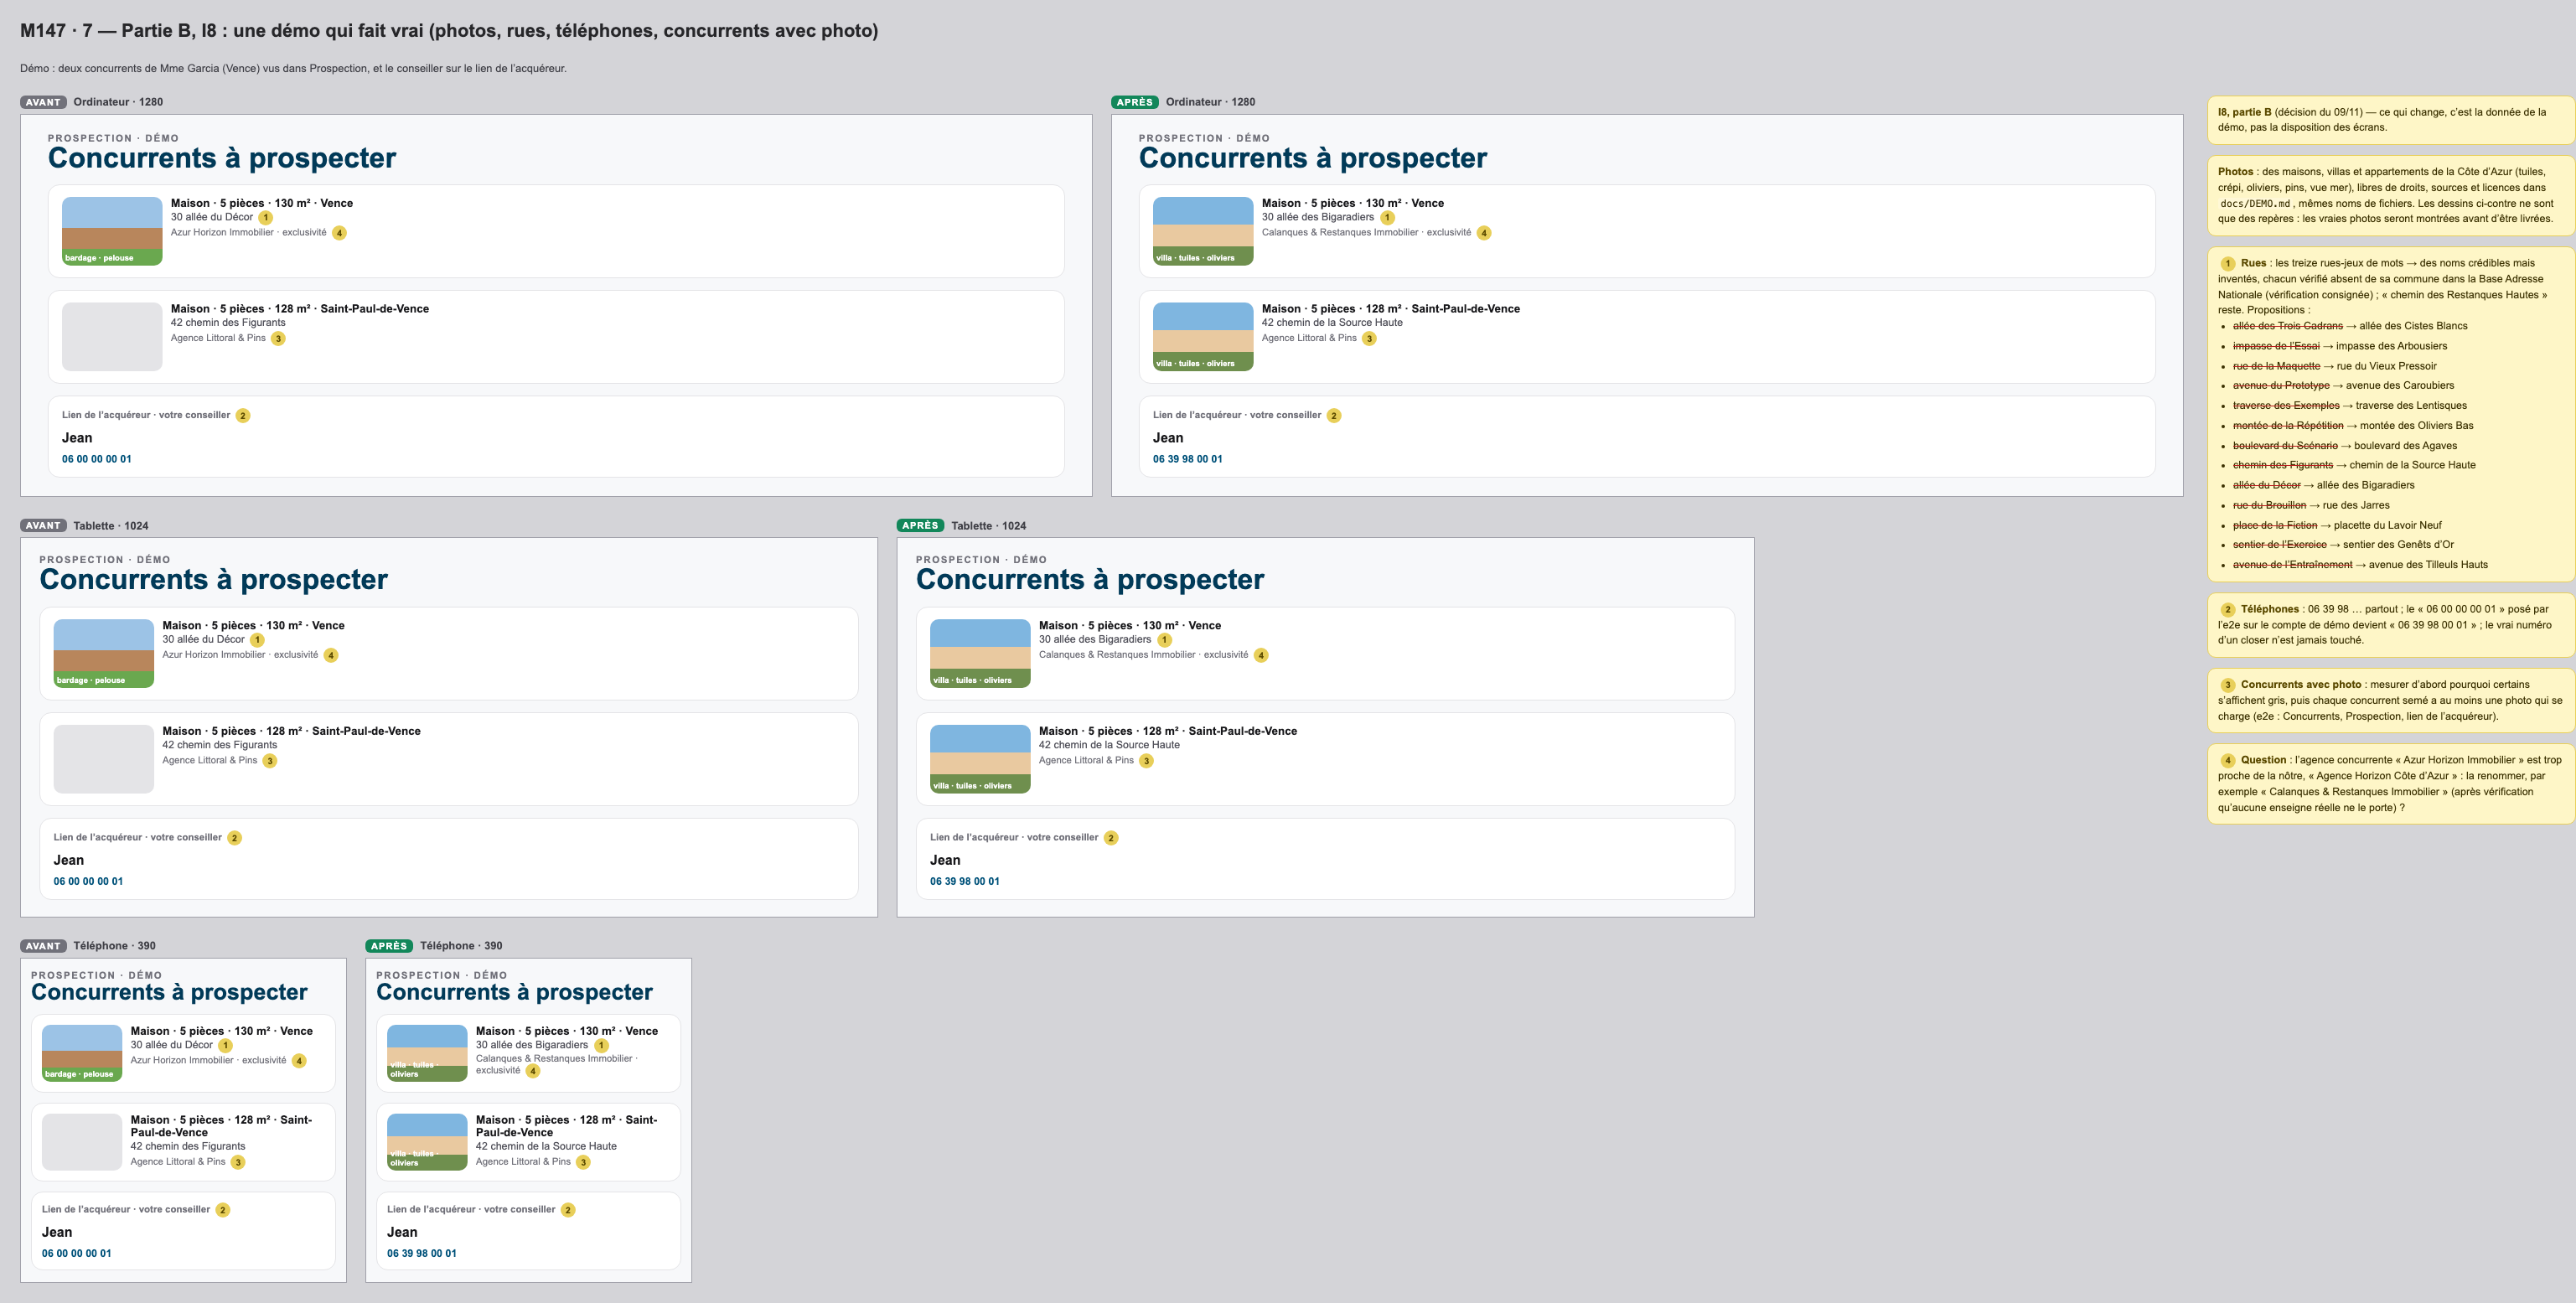 M147 · 7 — Partie B, I8 : une démo qui fait vrai (photos, rues, téléphones, concurrents avec photo)
Démo : deux concurrents de Mme Garcia (Vence) vus dans Prospection, et le conseiller sur le lien de l'acquéreur.
AVANT Ordinateur · 1280
PROSPECTION · DÉMO
Concurrents à prospecter
bardage · pelouse
Maison · 5 pièces · 130 m² · Vence
30 allée du Décor 1
Azur Horizon Immobilier · exclusivité 4
Maison · 5 pièces · 128 m² · Saint-Paul-de-Vence
42 chemin des Figurants
Agence Littoral & Pins 3
Lien de l'acquéreur · votre conseiller 2
Jean
06 00 00 00 01
APRÈS Ordinateur · 1280
PROSPECTION · DÉMO
Concurrents à prospecter
villa · tuiles · oliviers
Maison · 5 pièces · 130 m² · Vence
30 allée des Bigaradiers 1
Calanques & Restanques Immobilier · exclusivité 4
villa · tuiles · oliviers
Maison · 5 pièces · 128 m² · Saint-Paul-de-Vence
42 chemin de la Source Haute
Agence Littoral & Pins 3
Lien de l'acquéreur · votre conseiller 2
Jean
06 39 98 00 01
AVANT Tablette · 1024
PROSPECTION · DÉMO
Concurrents à prospecter
bardage · pelouse
Maison · 5 pièces · 130 m² · Vence
30 allée du Décor 1
Azur Horizon Immobilier · exclusivité 4
Maison · 5 pièces · 128 m² · Saint-Paul-de-Vence
42 chemin des Figurants
Agence Littoral & Pins 3
Lien de l'acquéreur · votre conseiller 2
Jean
06 00 00 00 01
APRÈS Tablette · 1024
PROSPECTION · DÉMO
Concurrents à prospecter
villa · tuiles · oliviers
Maison · 5 pièces · 130 m² · Vence
30 allée des Bigaradiers 1
Calanques & Restanques Immobilier · exclusivité 4
villa · tuiles · oliviers
Maison · 5 pièces · 128 m² · Saint-Paul-de-Vence
42 chemin de la Source Haute
Agence Littoral & Pins 3
Lien de l'acquéreur · votre conseiller 2
Jean
06 39 98 00 01
AVANT Téléphone · 390
PROSPECTION · DÉMO
Concurrents à prospecter
bardage · pelouse
Maison · 5 pièces · 130 m² · Vence
30 allée du Décor 1
Azur Horizon Immobilier · exclusivité 4
Maison · 5 pièces · 128 m² · Saint-
Paul-de-Vence
42 chemin des Figurants
Agence Littoral & Pins 3
Lien de l'acquéreur · votre conseiller 2
Jean
06 00 00 00 01
APRÈS Téléphone · 390
PROSPECTION · DÉMO
Concurrents à prospecter
villa · tuiles ·
oliviers
Maison · 5 pièces · 130 m² · Vence
30 allée des Bigaradiers 1
Calanques & Restanques Immobilier ·
exclusivité 4
villa · tuiles ·
oliviers
Maison · 5 pièces · 128 m² · Saint-
Paul-de-Vence
42 chemin de la Source Haute
Agence Littoral & Pins 3
Lien de l'acquéreur · votre conseiller 2
Jean
06 39 98 00 01
I8, partie B (décision du 09/11) — ce qui change, c'est la donnée de la
démo, pas la disposition des écrans.
Photos : des maisons, villas et appartements de la Côte d'Azur (tuiles,
crépi, oliviers, pins, vue mer), libres de droits, sources et licences dans
docs/DEMO.md , mêmes noms de fichiers. Les dessins ci-contre ne sont
que des repères : les vraies photos seront montrées avant d'être livrées.
1 Rues : les treize rues-jeux de mots → des noms crédibles mais
inventés, chacun vérifié absent de sa commune dans la Base Adresse
Nationale (vérification consignée) ; « chemin des Restanques Hautes »
reste. Propositions :
• allée des Trois Cadrans → allée des Cistes Blancs
• impasse de l'Essai → impasse des Arbousiers
• rue de la Maquette → rue du Vieux Pressoir
• avenue du Prototype → avenue des Caroubiers
• traverse des Exemples → traverse des Lentisques
• montée de la Répétition → montée des Oliviers Bas
• boulevard du Scénario → boulevard des Agaves
• chemin des Figurants → chemin de la Source Haute
• allée du Décor → allée des Bigaradiers
• rue du Brouillon → rue des Jarres
• place de la Fiction → placette du Lavoir Neuf
• sentier de l'Exercice → sentier des Genêts d'Or
• avenue de l'Entraînement → avenue des Tilleuls Hauts
2 Téléphones : 06 39 98 … partout ; le « 06 00 00 00 01 » posé par
l'e2e sur le compte de démo devient « 06 39 98 00 01 » ; le vrai numéro
d'un closer n'est jamais touché.
3 Concurrents avec photo : mesurer d'abord pourquoi certains
s'affichent gris, puis chaque concurrent semé a au moins une photo qui se
charge (e2e : Concurrents, Prospection, lien de l'acquéreur).
4 Question : l'agence concurrente « Azur Horizon Immobilier » est trop
proche de la nôtre, « Agence Horizon Côte d'Azur » : la renommer, par
exemple « Calanques & Restanques Immobilier » (après vérification
qu'aucune enseigne réelle ne le porte) ?